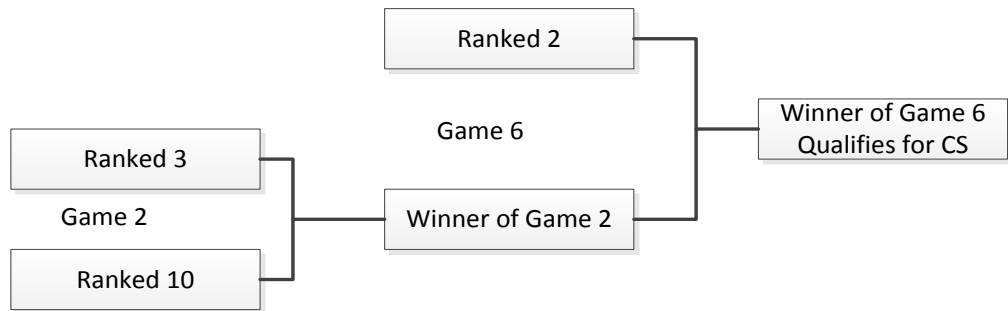 Ranked 2
Game 6
Winner of Game 6
Qualifies for CS
Ranked 3
Game 2
Winner of Game 2
Ranked 10